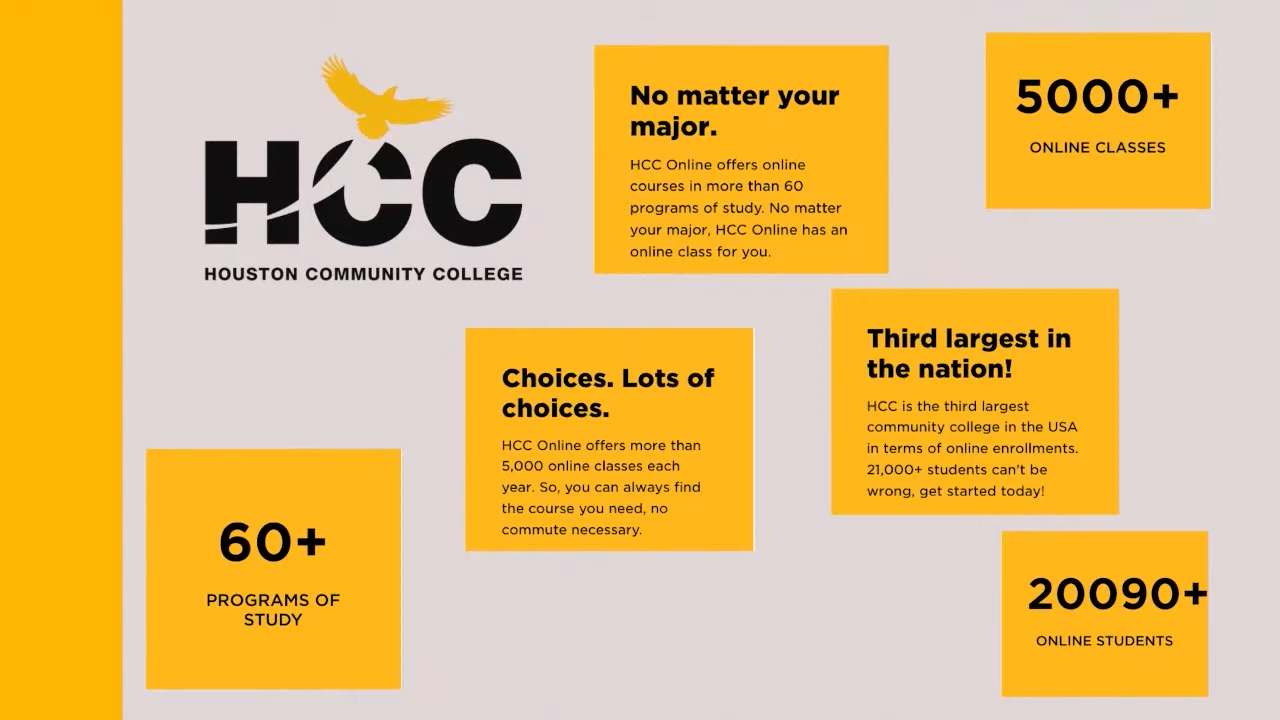 HCC
HOUSTON COMMUNITY COLLEGE
No matter your
major.
HCC Online offers online
courses in more than 60
programs of study. No matter
your major, HCC Online has an
online class for you.
5000+
ONLINE CLASSES
Choices. Lots of
choices.
HCC Online offers more than
5,000 online classes each
year. So, you can always find
the course you need, no
commute necessary.
Third largest in
the nation!
HCC is the third largest
community college in the USA
in terms of online enrollments.
21,000+ students can't be
wrong, get started today!
60+
PROGRAMS OF
STUDY
20090+
ONLINE STUDENTS